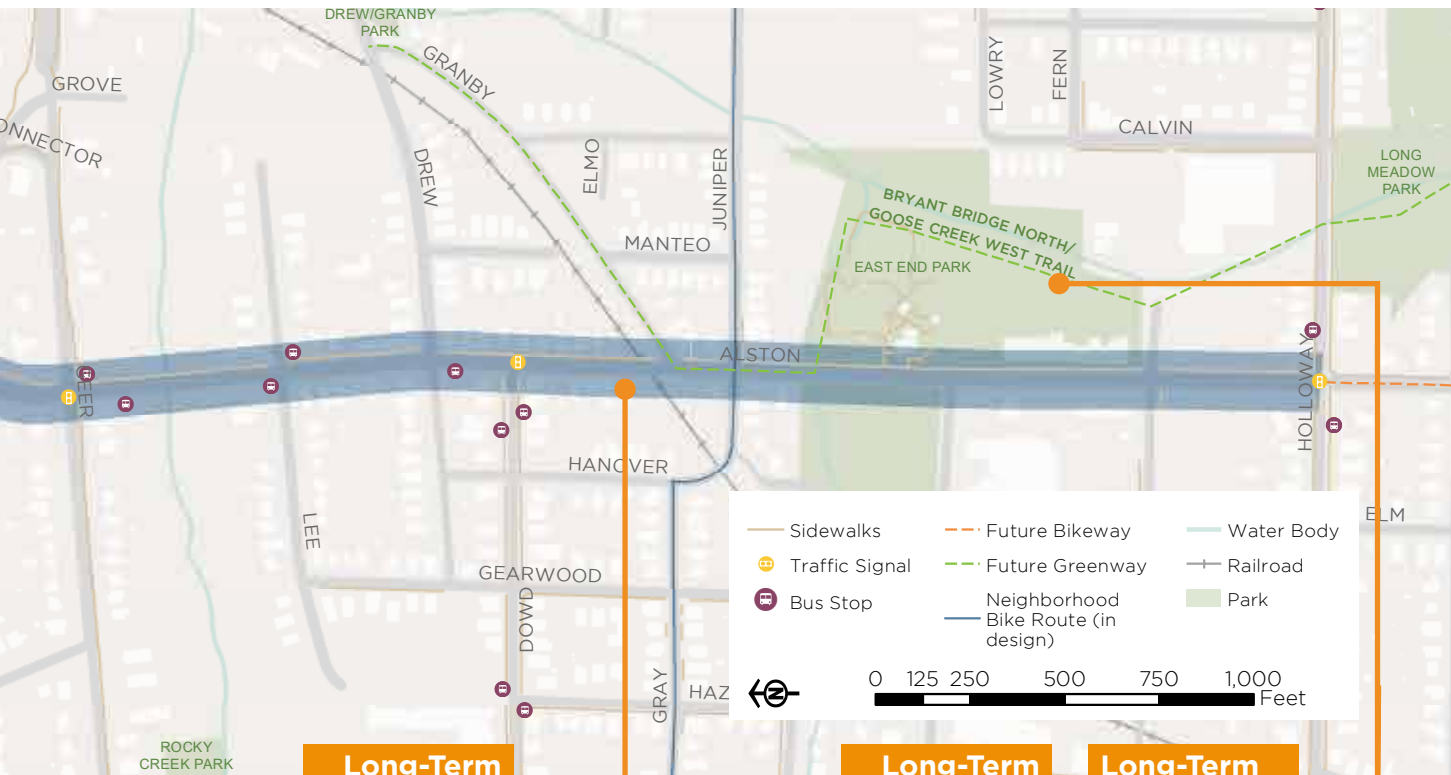 DREW/GRANBY
PARK
GRANBY
GROVE
ONNECTOR
DREW
ELMO
JUNIPER
MANTEO
LOWRY
FERN
CALVIN
LONG
MEADOW
PARK
BRYANT BRIDGE NORTH/
GOOSE CREEK WEST TRAIL
EAST END PARK
ALSTON
GEER
HOLLOWAY
HANOVER
LEE
GEARWOOD
DOWD
GRAY
HAZ
ELM
ROCKY
CREEK PARK
Sidewalks
Traffic Signal
Bus Stop
Future Bikeway
Future Greenway
Neighborhood
Bike Route (in
design)
Water Body
Railroad
Park
N
0 125 250 500 750 1,000
Feet
Long-Term
Long-Term
Long-Term